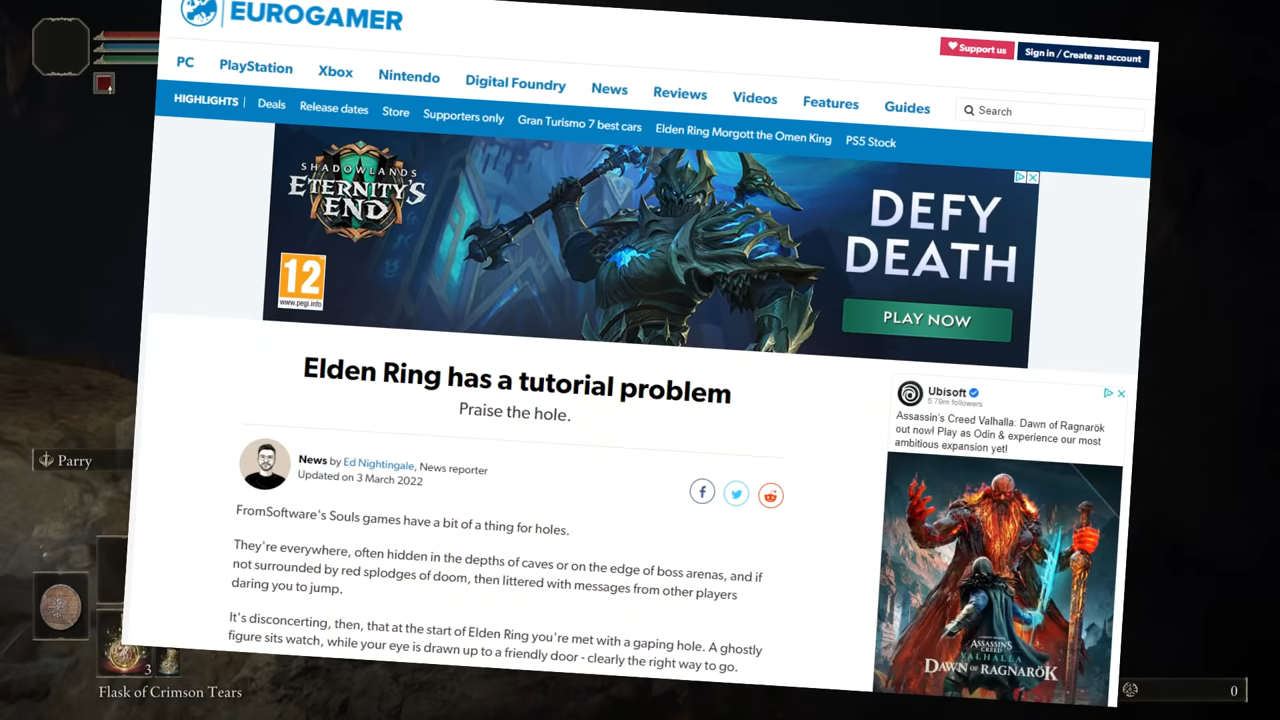 EUROGAMER
Support us
Sign in / Create an account
PC PlayStation Xbox Nintendo Digital Foundry News Reviews Videos Features Guides
Search
HIGHLIGHTS | Deals Release dates Store Supporters only Gran Turismo 7 best cars Elden Ring Morgott the Omen King PS5 Stock
SHADOWLANDS
ETERNITY'S
END
12
www.pegi.info
DEFY
DEATH
PLAY NOW
Elden Ring has a tutorial problem
Praise the hole.
News by Ed Nightingale, News reporter
Updated on 3 March 2022
FromSoftware's Souls games have a bit of a thing for holes.
They're everywhere, often hidden in the depths of caves or on the edge of boss arenas, and if
not surrounded by red splodges of doom, then littered with messages from other players
daring you to jump.
It's disconcerting, then, that at the start of Elden Ring you're met with a gaping hole. A ghostly
figure sits watch, while your eye is drawn up to a friendly door - clearly the right way to go.
Ubisoft
5.79m followers
Assassin's Creed Valhalla: Dawn of Ragnarök
out now! Play as Odin & experience our most
ambitious expansion yet!
ASSASSIN'S
CREED
VALHALLA
DAWN OF RAGNARÖK
Parry
3
Flask of Crimson Tears
0